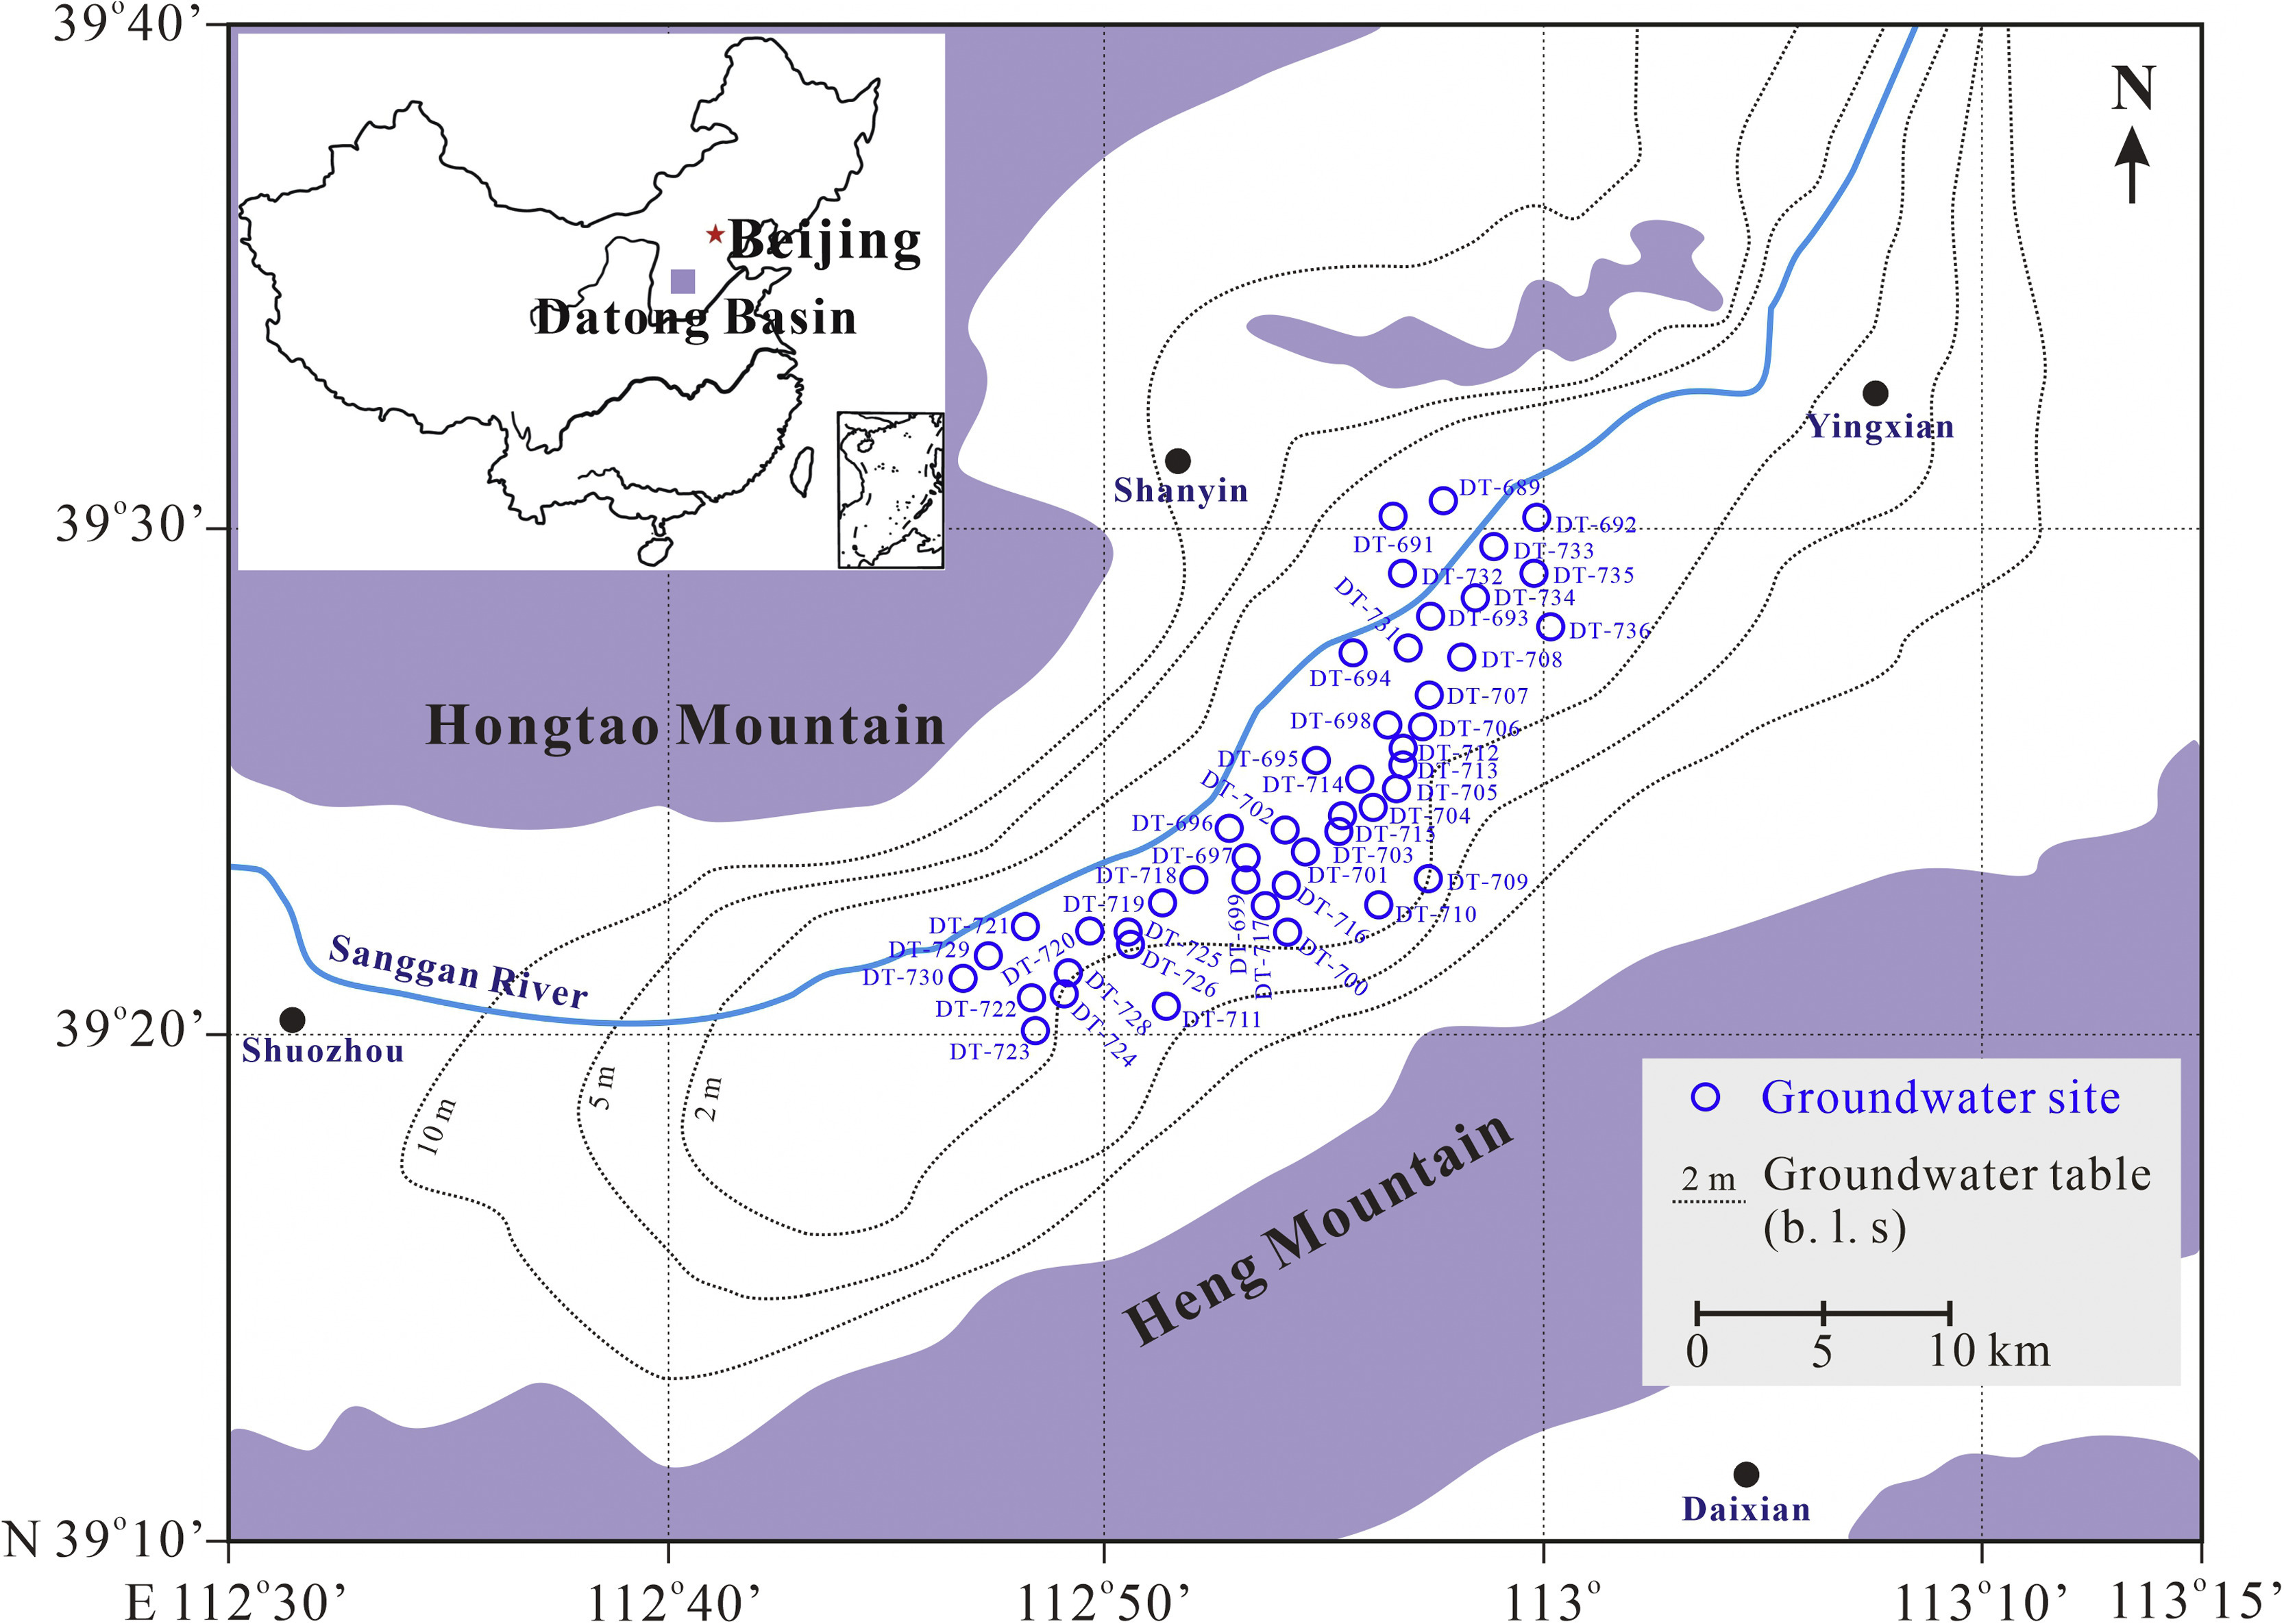 39°40’
N
Beijing
Datong Basin
Yingxian
Shanyin
DT-689
39°30’
DT-692
DT-691
DT-733
DT-732
DT-735
DT-734
DT-731
DT-693
DT-736
DT-708
DT-694
DT-707
Hongtao Mountain
DT-698
DT-706
DT-712
DT-695
DT-713
DT-714
DT-705
DT-702
DT-704
DT-696
DT-715
DT-697
DT-703
DT-718
DT-701
DT-709
DT-719
DT-699
DT-716
DT-710
DT-721
DT-729
DT-720
DT-725
DT-717
DT-700
Sanggan River
DT-730
DT-726
DT-722
DT-728
DT-711
39°20’
Shuozhou
DT-723
DT-724
10 m
5 m
2 m
Groundwater site
2 m
Groundwater table
(b. l. s)
Heng Mountain
0 5 10 km
Daixian
N 39°10’
E 112°30’ 112°40’ 112°50’ 113° 113°10’ 113°15’